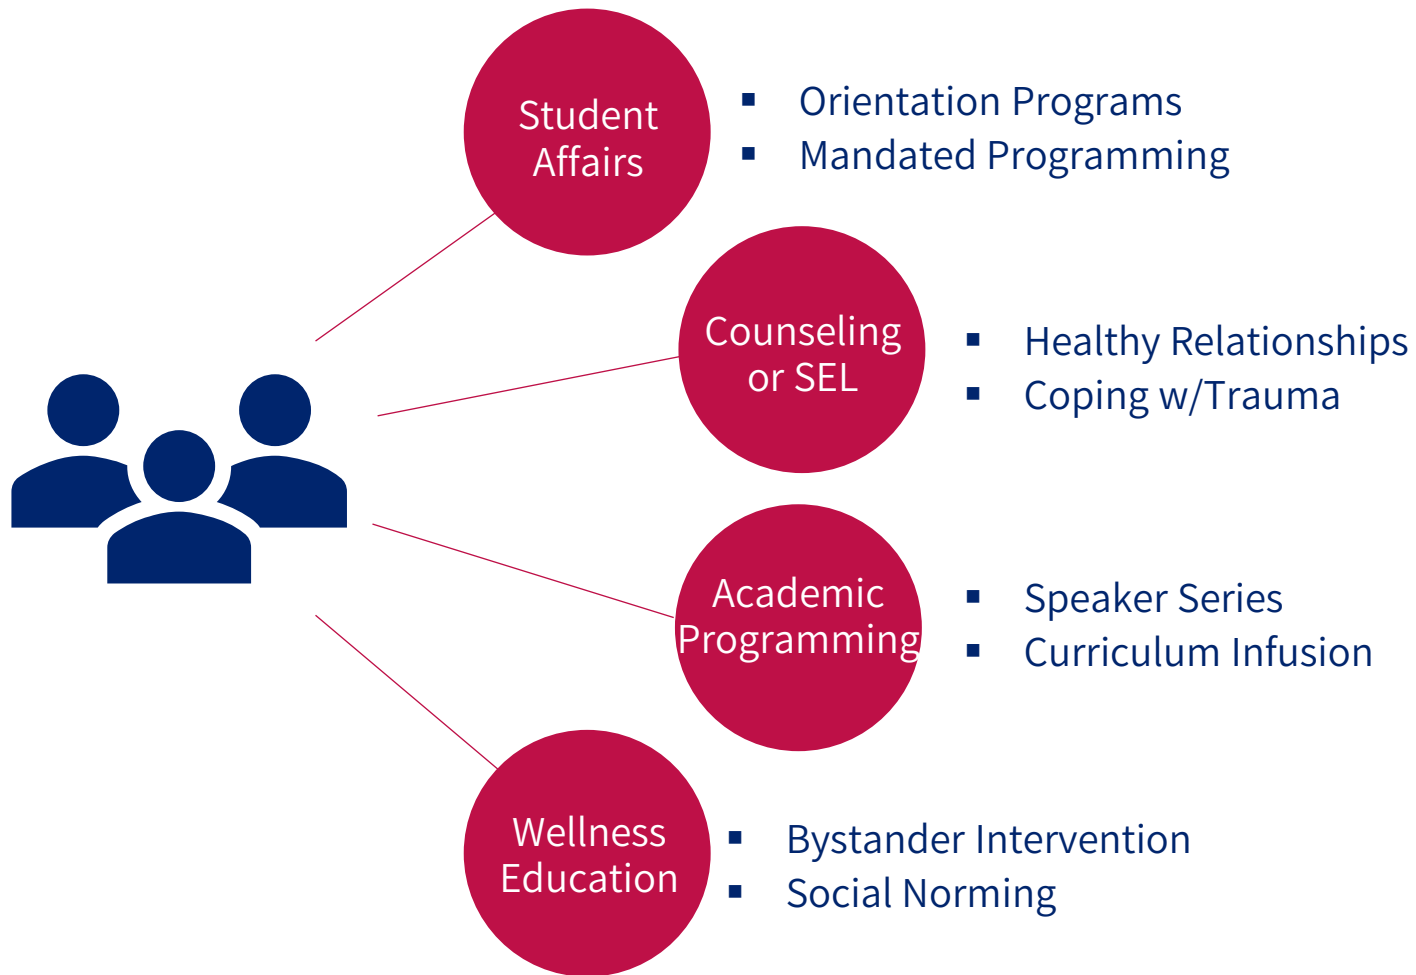 Student
Affairs
▪ Orientation Programs
▪ Mandated Programming
Counseling
or SEL
▪ Healthy Relationships
▪ Coping w/Trauma
Academic
Programming
▪ Speaker Series
▪ Curriculum Infusion
Wellness
Education
▪ Bystander Intervention
▪ Social Norming